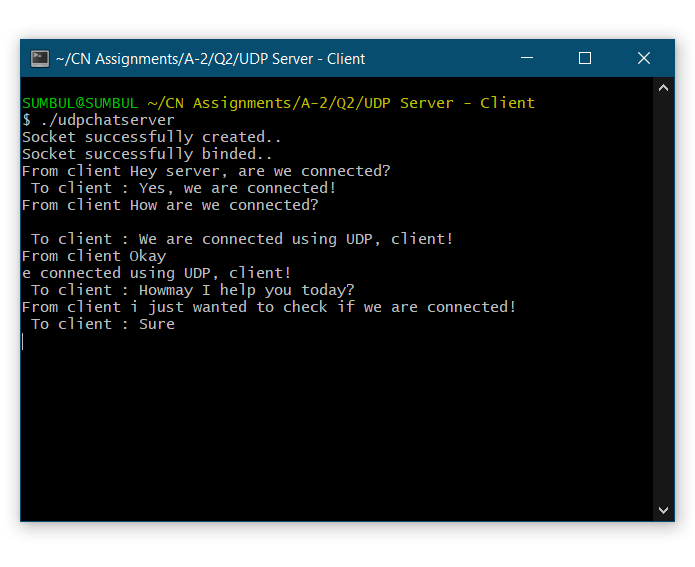 ~/CN Assignments/A-2/Q2/UDP Server - Client
SUMBUL@SUMBUL ~/CN Assignments/A-2/Q2/UDP Server - Client
$ ./udpchatserver
Socket successfully created..
Socket successfully binded..
From client Hey server, are we connected?
To client : Yes, we are connected!
From client How are we connected?
To client : We are connected using UDP, client!
From client Okay
e connected using UDP, client!
To client : Howmay I help you today?
From client i just wanted to check if we are connected!
To client : Sure